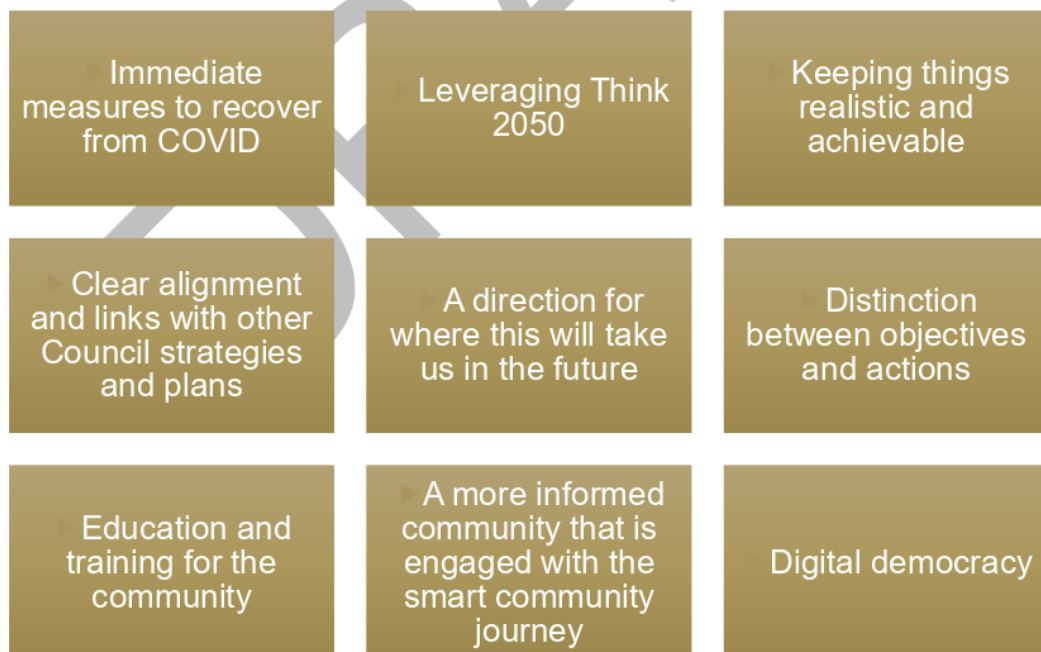 Immediate
measures to recover
from COVID
Leveraging Think
2050
Keeping things
realistic and
achievable
Clear alignment
and links with other
Council strategies
and plans
A direction for
where this will take
us in the future
Distinction
between objectives
and actions
Education and
training for the
community
A more informed
community that is
engaged with the
smart community
journey
Digital democracy